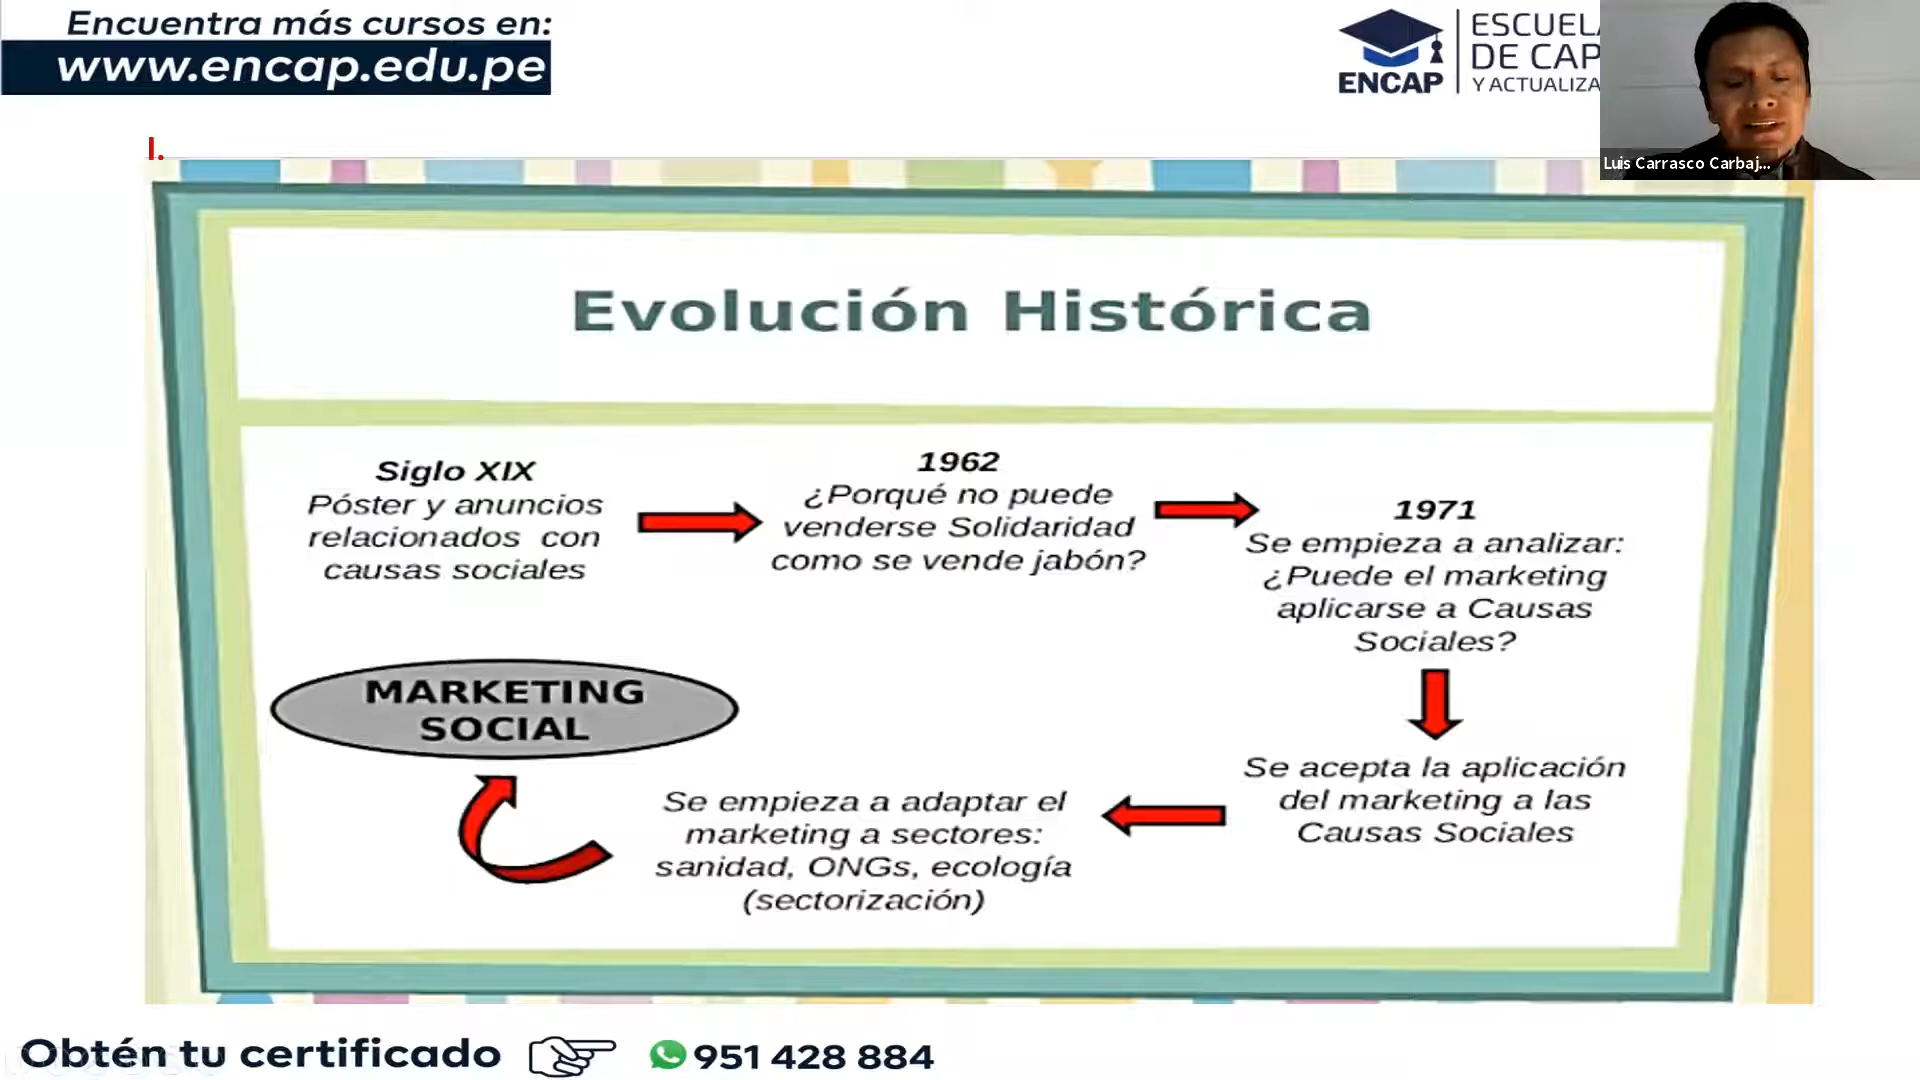 Encuentra más cursos en:
www.encap.edu.pe
ENCAP
ESCUELA
DE CAP
Y ACTUALIZA
Luis Carrasco Carbaj...
I.
Evolución Histórica
Siglo XIX
Póster y anuncios
relacionados con
causas sociales
1962
¿Porqué no puede
venderse Solidaridad
como se vende jabón?
1971
Se empieza a analizar:
¿Puede el marketing
aplicarse a Causas
Sociales?
Se acepta la aplicación
del marketing a las
Causas Sociales
Se empieza a adaptar el
marketing a sectores:
sanidad, ONGs, ecología
(sectorización)
MARKETING
SOCIAL
Obtén tu certificado
951 428 884